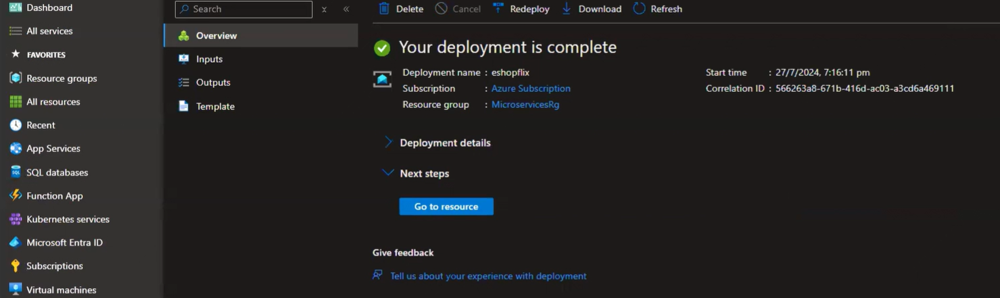 Dashboard
All services
FAVORITES
Resource groups
All resources
Recent
App Services
SQL databases
Function App
Kubernetes services
Microsoft Entra ID
Subscriptions
Virtual machines
Search
Overview
Inputs
Outputs
Template
Delete Cancel Redeploy Download Refresh
Your deployment is complete
Deployment name : eshopflix
Subscription : Azure Subscription
Resource group : MicroservicesRg
Start time : 27/7/2024, 7:16:11 pm
Correlation ID : 566263a8-671b-416d-ac03-a3cd6a469111
Deployment details
Next steps
Go to resource
Give feedback
Tell us about your experience with deployment